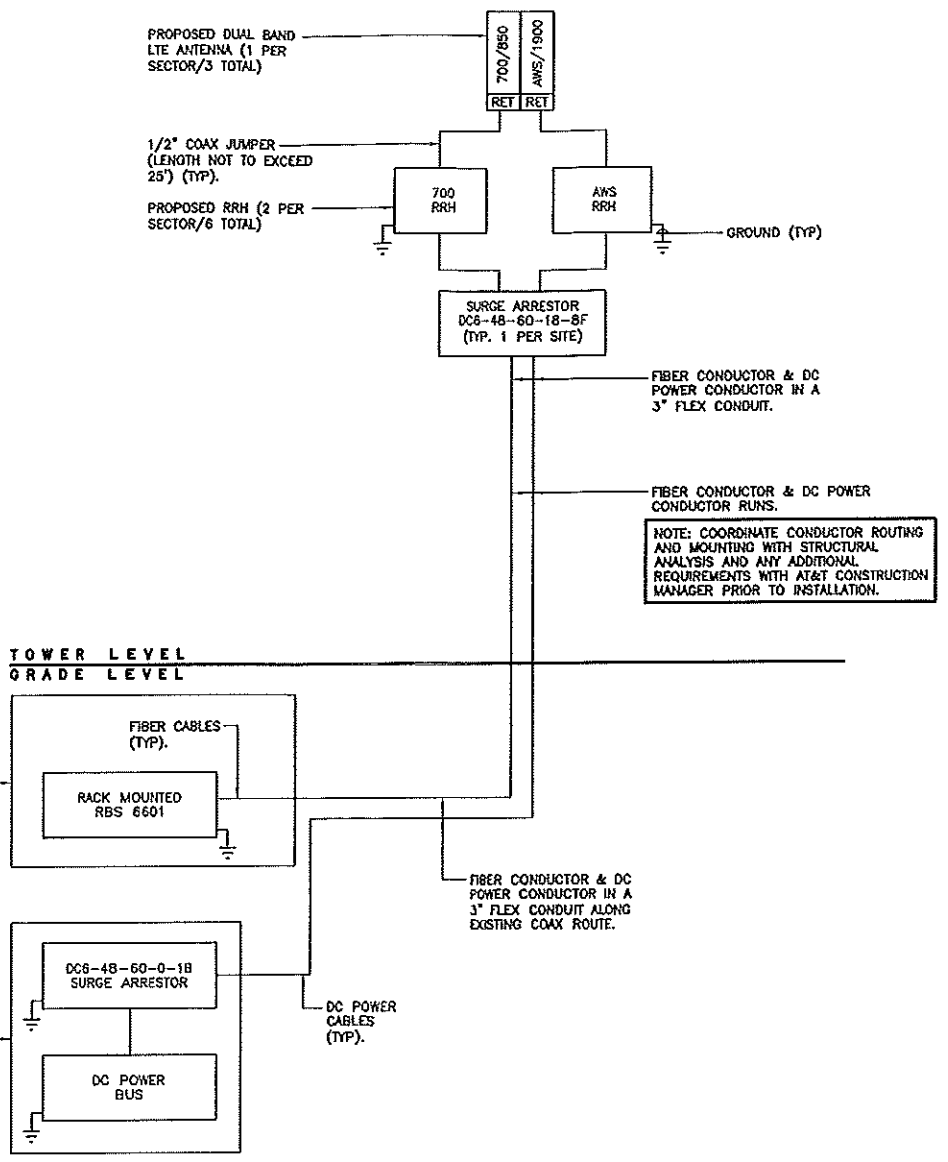 PROPOSED DUAL BAND
LTE ANTENNA (1 PER
SECTOR/3 TOTAL)
700/850
AWS/1900
RET
RET
1/2" COAX JUMPER
(LENGTH NOT TO EXCEED
25') (TYP).
PROPOSED RRH (2 PER
SECTOR/6 TOTAL)
700
RRH
AWS
RRH
GROUND (TYP)
SURGE ARRESTOR
DC6-48-60-18-8F
(TYP. 1 PER SITE)
FIBER CONDUCTOR & DC
POWER CONDUCTOR IN A
3" FLEX CONDUIT.
FIBER CONDUCTOR & DC POWER
CONDUCTOR RUNS.
NOTE: COORDINATE CONDUCTOR ROUTING
AND MOUNTING WITH STRUCTURAL
ANALYSIS AND ANY ADDITIONAL
REQUIREMENTS WITH AT&T CONSTRUCTION
MANAGER PRIOR TO INSTALLATION.
TOWER LEVEL
GRADE LEVEL
FIBER CABLES
(TYP).
RACK MOUNTED
RBS 6601
FIBER CONDUCTOR & DC
POWER CONDUCTOR IN A
3" FLEX CONDUIT ALONG
EXISTING COAX ROUTE.
DC6-48-60-0-1B
SURGE ARRESTOR
DC POWER
CABLES
(TYP).
DC POWER
BUS